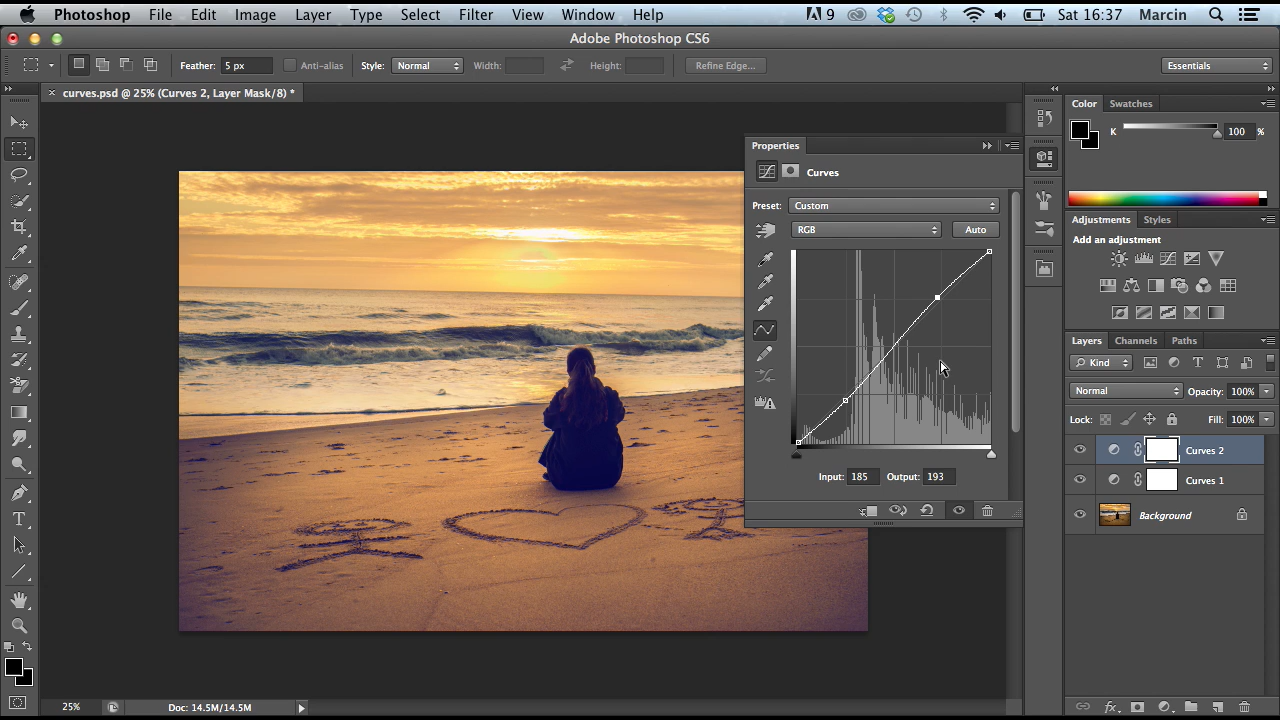 Photoshop File Edit Image Layer Type Select Filter View Window Help 9 Sat 16:37 Marcin
Adobe Photoshop CS6
Feather: 5 px Anti-alias Style: Normal Width: Height: Refine Edge... Essentials
× curves.psd @ 25% (Curves 2, Layer Mask/8) *
Color Swatches
K 100 %
Properties
Curves
Preset: Custom
RGB Auto
Input: 185 Output: 193
Adjustments Styles
Add an adjustment
Layers Channels Paths
Kind
Normal Opacity: 100%
Lock: Fill: 100%
Curves 2
Curves 1
Background
25% Doc: 14.5M/14.5M